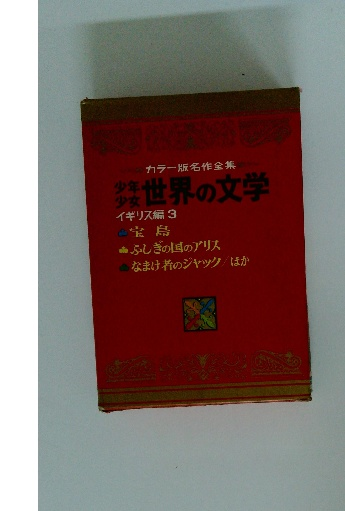 カラー版名作全集
少年少女 世界の文学
イギリス編 3
宝島
ふしぎの国のアリス
なまけ者のジャック/ほか